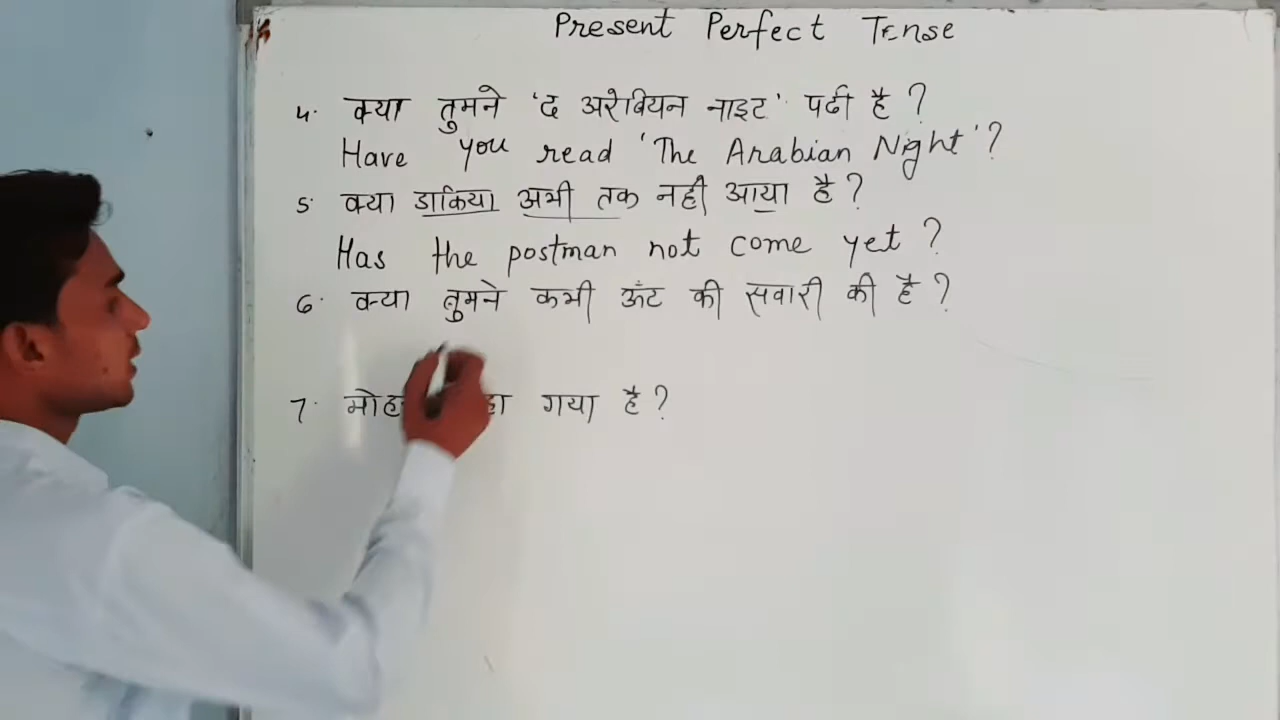 Present Perfect Tense
4. क्या तुमने 'द अरेबियन नाइट' पढी है ?
Have you read 'The Arabian Night' ?
5. क्या डाकिया अभी तक नही आया है ?
Has the postman not come yet ?
6. क्या तुमने कभी ऊँट की सवारी की है ?
7. गया है ?